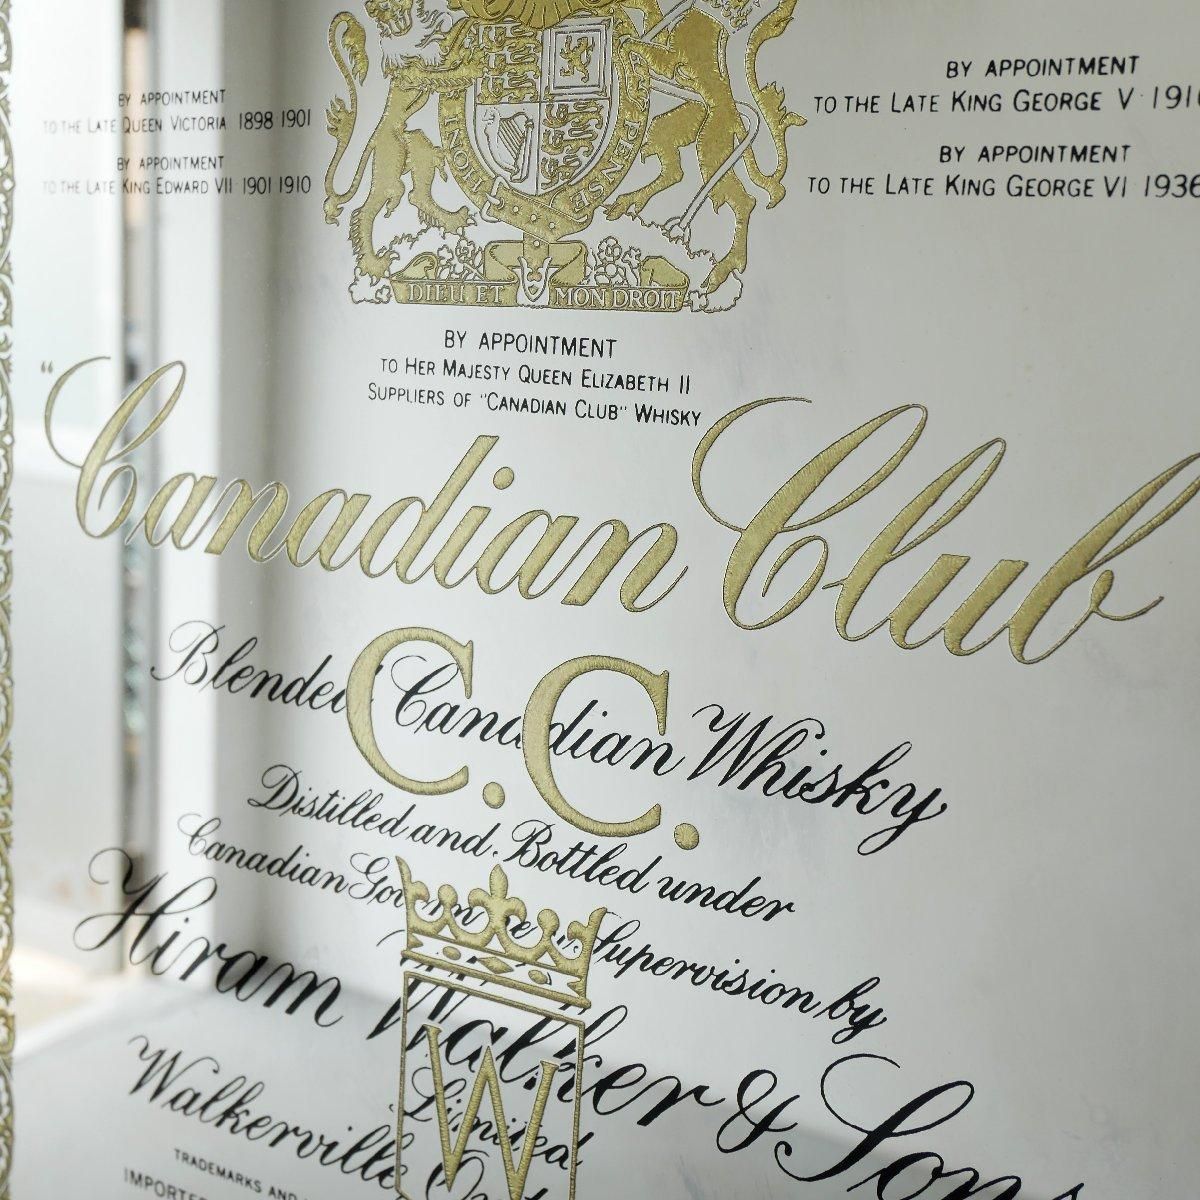 BY APPOINTMENT
TO THE LATE QUEEN VICTORIA 1898 1901
BY APPOINTMENT
TO THE LATE KING EDWARD VII 1901 1910
BY APPOINTMENT
TO THE LATE KING GEORGE V 191
BY APPOINTMENT
TO THE LATE KING GEORGE VI 1936
DIEU ET MON DROIT
BY APPOINTMENT
TO HER MAJESTY QUEEN ELIZABETH II
SUPPLIERS OF "CANADIAN CLUB" WHISKY
"Canadian Club
C.C.
Blended Canadian Whisky
Distilled and Bottled under
Canadian Government Supervision by
Hiram Walker & Sons
Limited
W
Walkerville
TRADEMARKS AND
IMPORTED